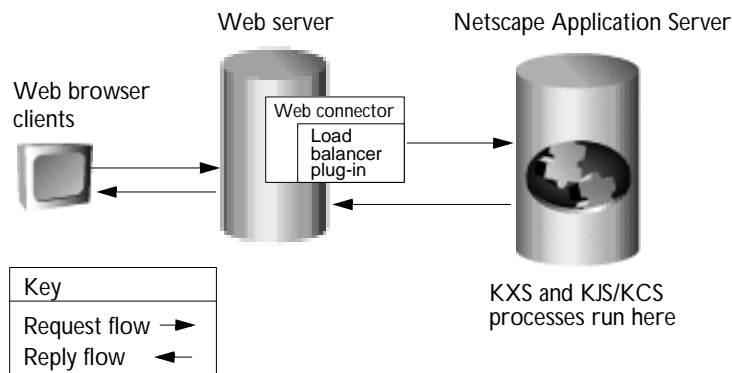 Web server
Netscape Application Server
Web browser
clients
Web connector
Load
balancer
plug-in
Key
Request flow
Reply flow
KXS and KJS/KCS
processes run here